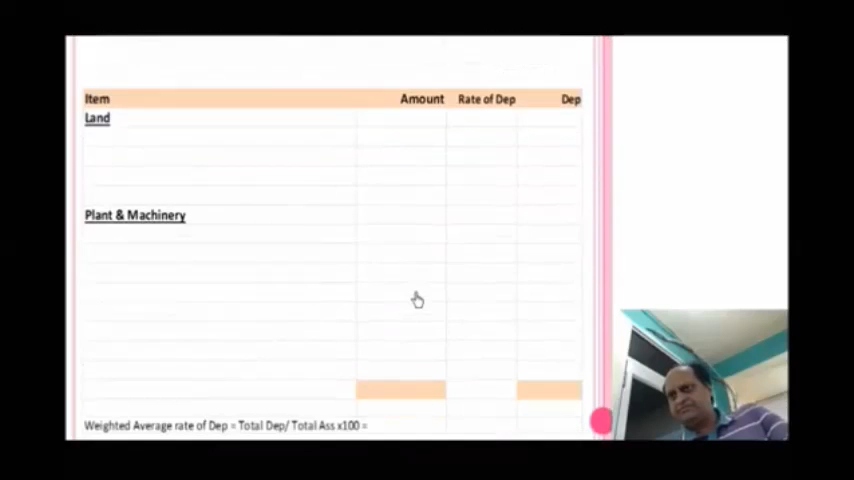 Item Amount Rate of Dep Dep
Land
Plant & Machinery
Weighted Average rate of Dep = Total Dep/ Total Ass x100 =